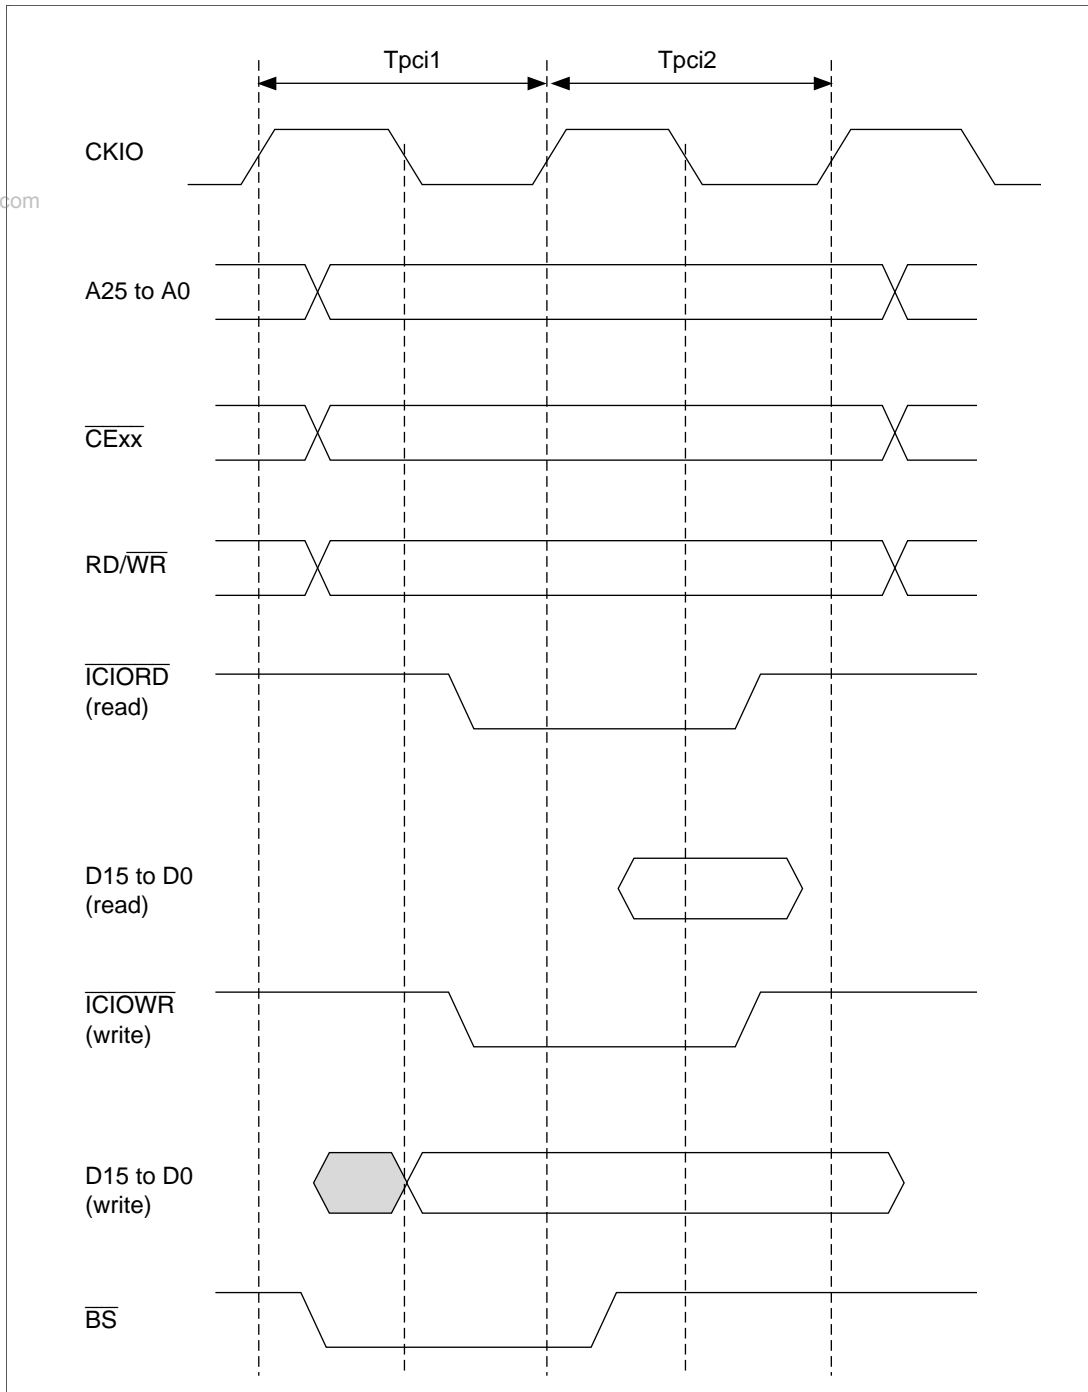 Tpci1 Tpci2
CKIO
com
A25 to A0
CExx
RD/WR
ICIORD
(read)
D15 to D0
(read)
ICIOWR
(write)
D15 to D0
(write)
BS